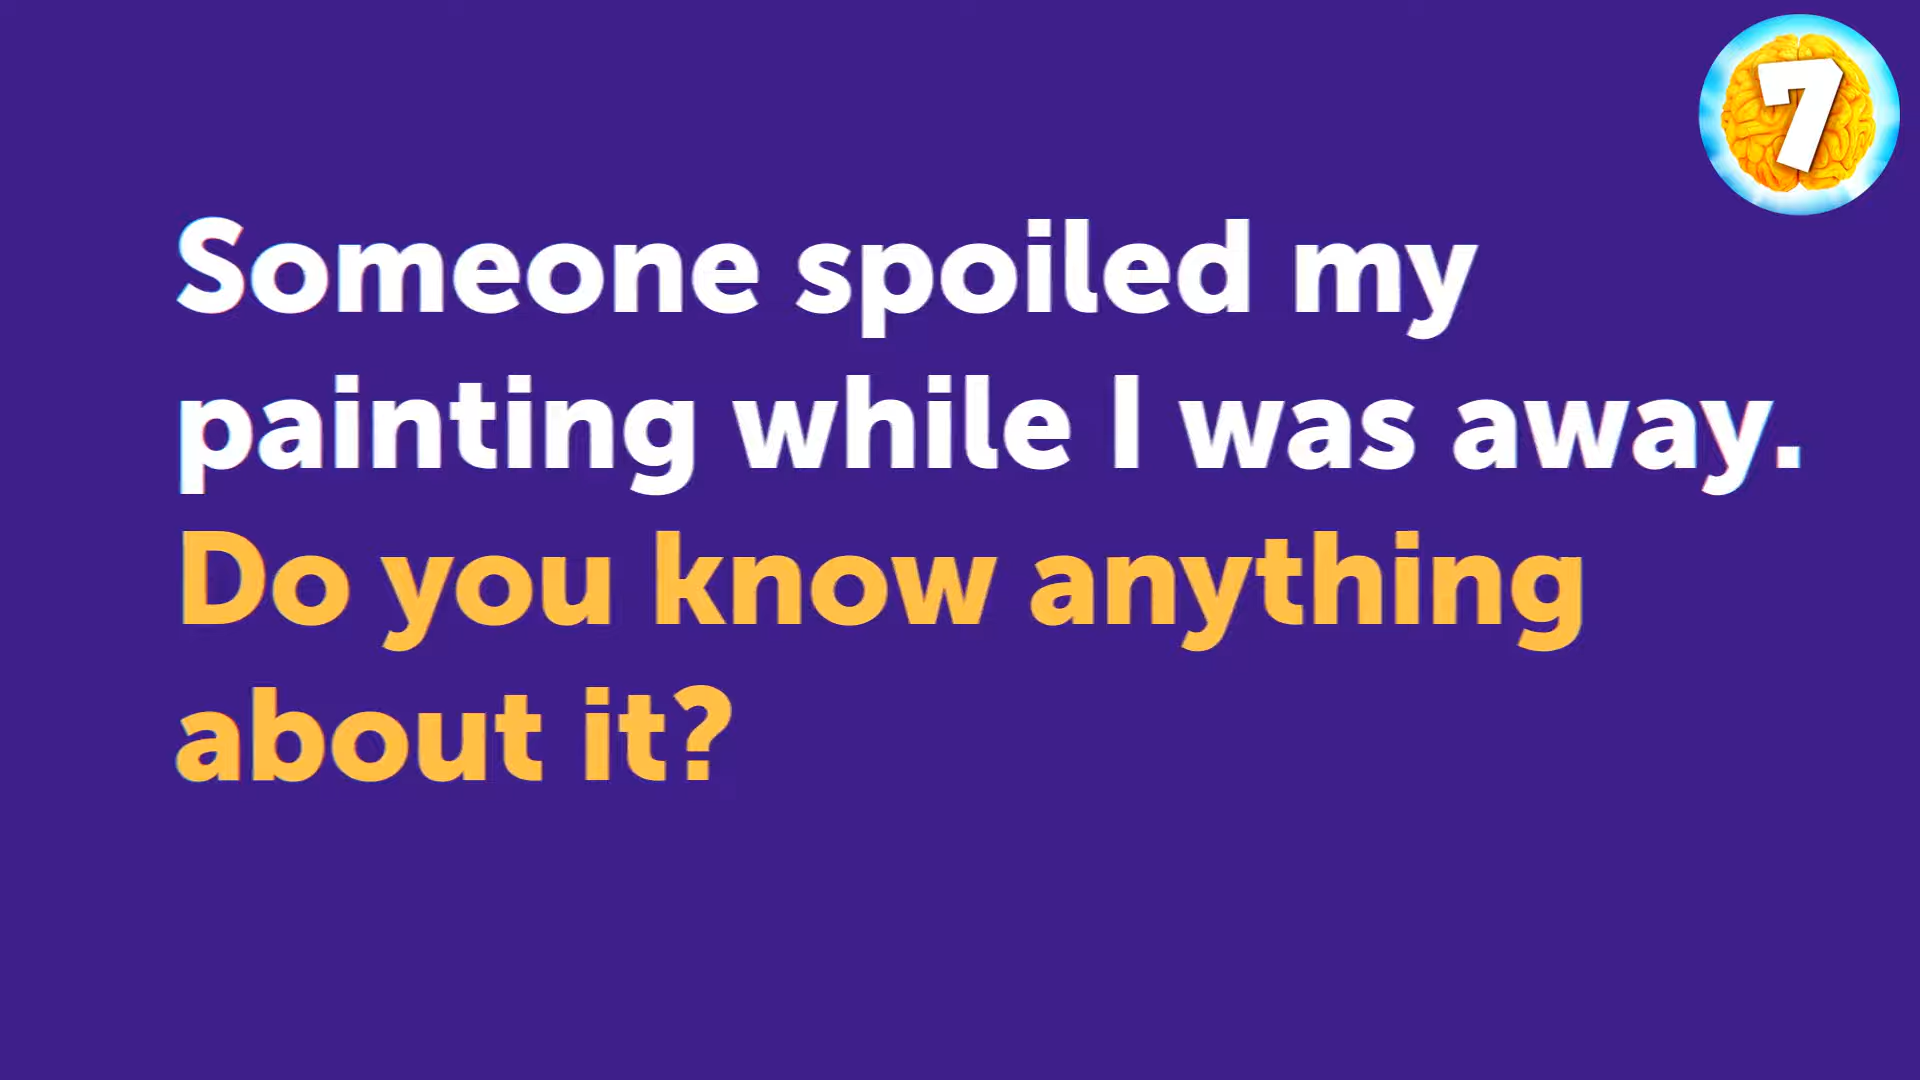 7
Someone spoiled my
painting while I was away.
Do you know anything
about it?